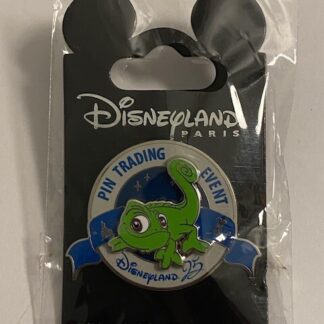 DISNEYLAND
PARIS
PIN TRADING EVENT
DISNEYLAND 25